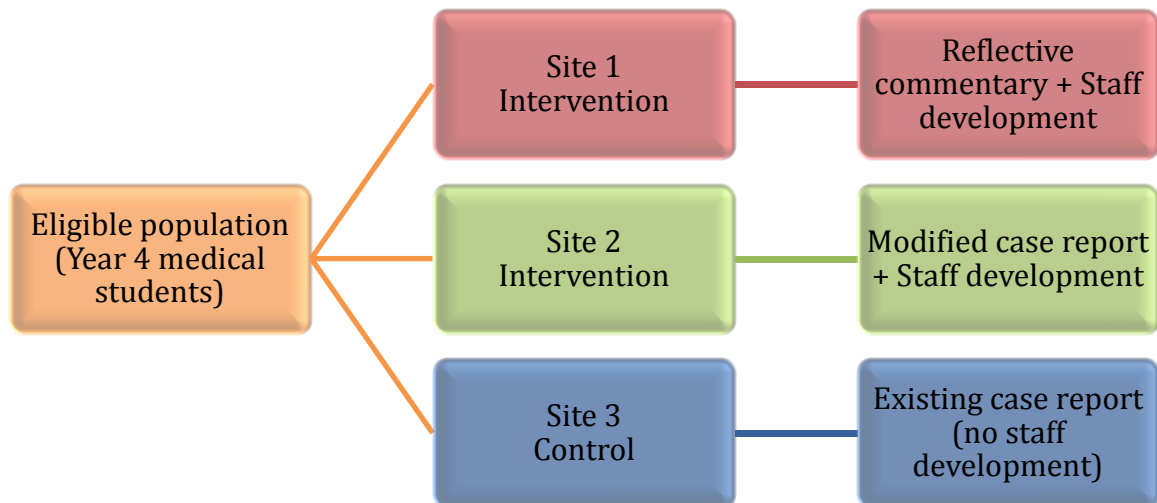 Eligible population
(Year 4 medical
students)
Site 1
Intervention
Reflective
commentary + Staff
development
Site 2
Intervention
Modified case report
+ Staff development
Site 3
Control
Existing case report
(no staff
development)